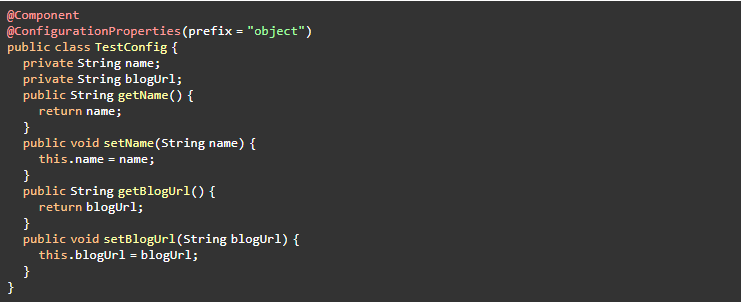 @Component
@ConfigurationProperties(prefix = "object")
public class TestConfig {
private String name;
private String blogUrl;
public String getName() {
return name;
}
public void setName(String name) {
this.name = name;
}
public String getBlogUrl() {
return blogUrl;
}
public void setBlogUrl(String blogUrl) {
this.blogUrl = blogUrl;
}
}